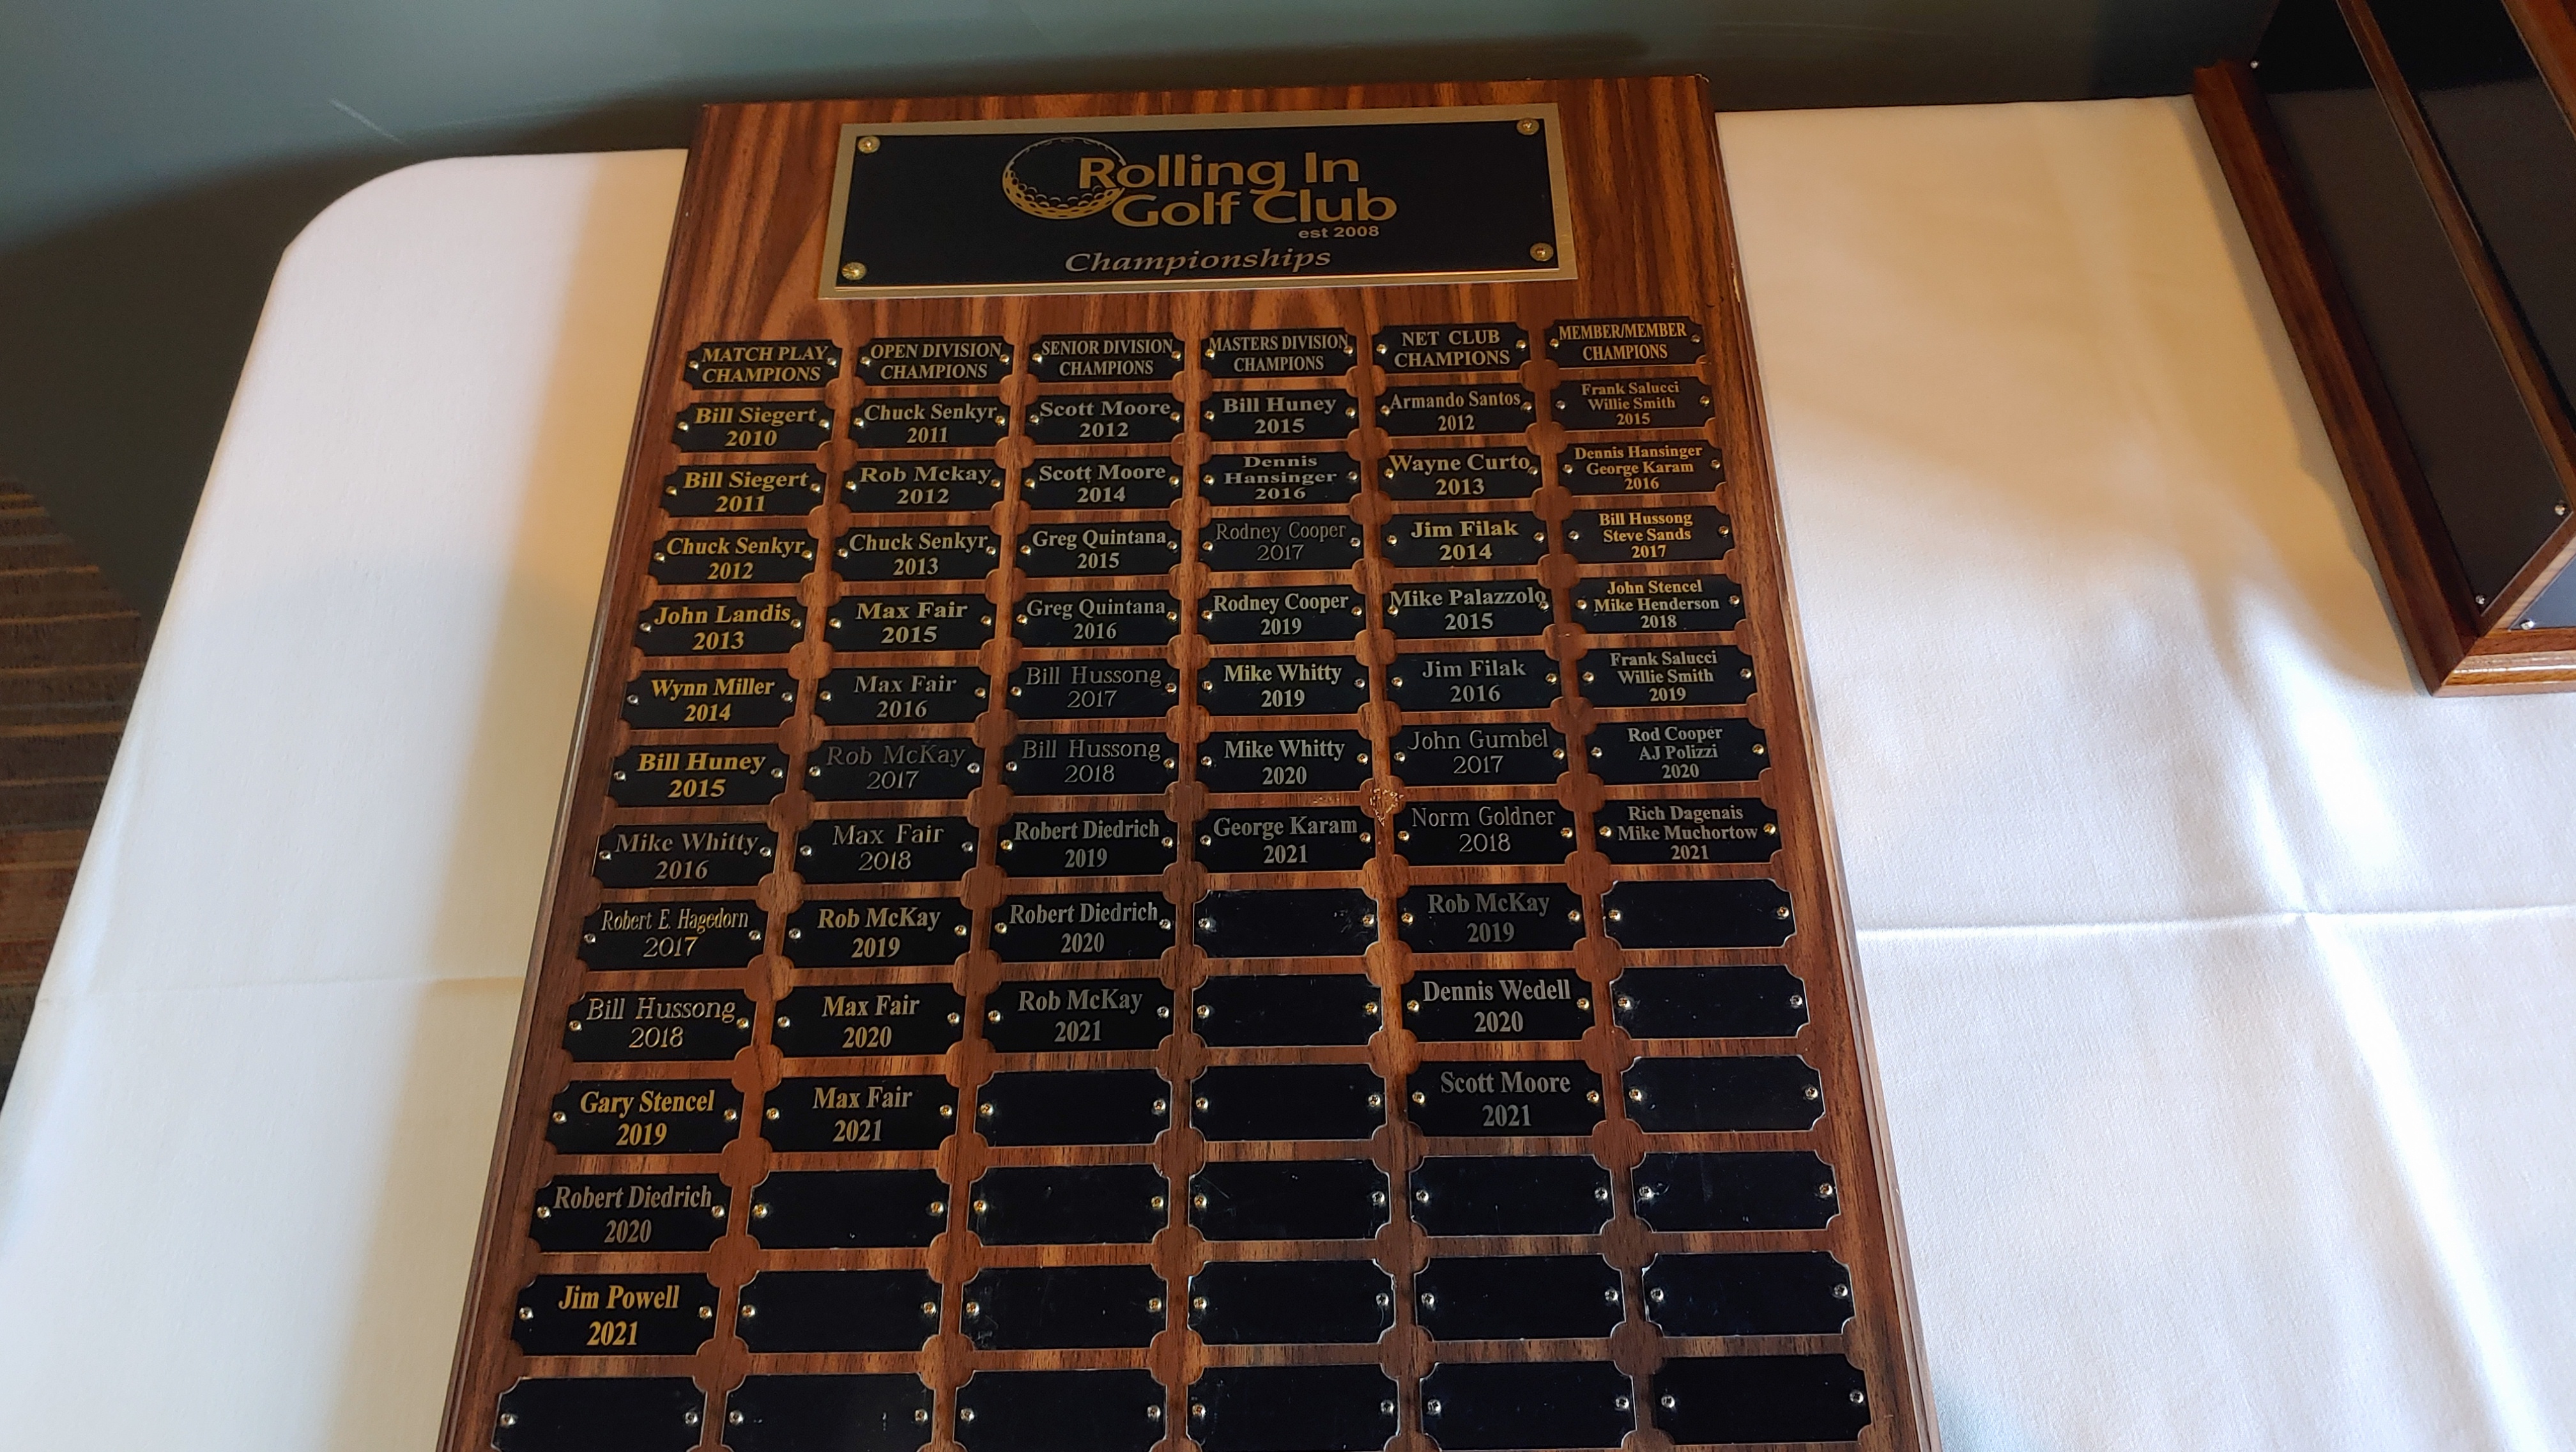 Rolling In
Golf Club
est 2008
Championships
MATCH PLAY
CHAMPIONS
Bill Siegert
2010
Bill Siegert
2011
Chuck Senkyr
2012
John Landis
2013
Wynn Miller
2014
Bill Huney
2015
Mike Whitty
2016
Robert E. Hagedorn
2017
Bill Hussong
2018
Gary Stencel
2019
Robert Diedrich
2020
Jim Powell
2021
OPEN DIVISION
CHAMPIONS
Chuck Senkyr
2011
Rob Mckay
2012
Chuck Senkyr
2013
Max Fair
2015
Max Fair
2016
Rob McKay
2017
Max Fair
2018
Rob McKay
2019
Max Fair
2020
Max Fair
2021
SENIOR DIVISION
CHAMPIONS
Scott Moore
2012
Scott Moore
2014
Greg Quintana
2015
Greg Quintana
2016
Bill Hussong
2017
Bill Hussong
2018
Robert Diedrich
2019
Robert Diedrich
2020
Rob McKay
2021
MASTERS DIVISION
CHAMPIONS
Bill Huney
2015
Dennis
Hansinger
2016
Rodney Cooper
2017
Rodney Cooper
2019
Mike Whitty
2019
Mike Whitty
2020
George Karam
2021
NET CLUB
CHAMPIONS
Armando Santos
2012
Wayne Curto
2013
Jim Filak
2014
Mike Palazzolo
2015
Jim Filak
2016
John Gumbel
2017
Norm Goldner
2018
Rob McKay
2019
Dennis Wedell
2020
Scott Moore
2021
MEMBER/MEMBER
CHAMPIONS
Frank Salucci
Willie Smith
2015
Dennis Hansinger
George Karam
2016
Bill Hussong
Steve Sands
2017
John Stencel
Mike Henderson
2018
Frank Salucci
Willie Smith
2019
Rod Cooper
AJ Polizzi
2020
Rich Dagenais
Mike Muchortow
2021